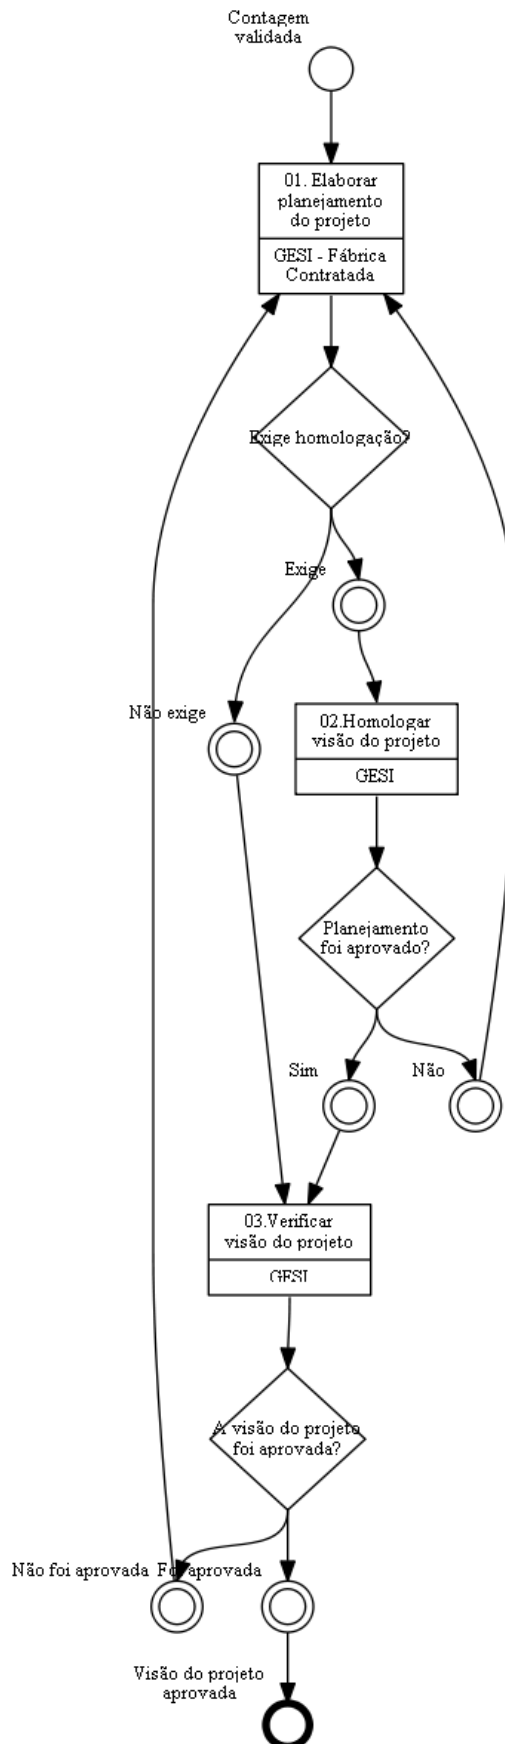 Contagem
validada
01. Elaborar
planejamento
do projeto
GESI - Fábrica
Contratada
Exige homologação?
Exige
Não exige
02.Homologar
visão do projeto
GESI
Planejamento
foi aprovado?
Sim
Não
03.Verificar
visão do projeto
GESI
A visão do projeto
foi aprovada?
Não foi aprovada
Foi aprovada
Visão do projeto
aprovada